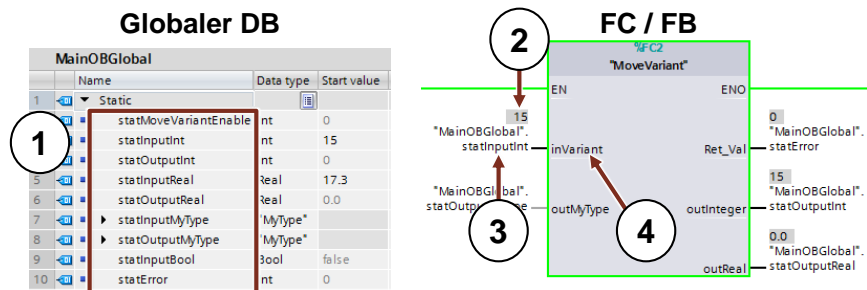 Globaler DB
MainOBGlobal
Name Data type Start value
1 Static
statMoveVariantEnable Int 0
statInputInt Int 15
statOutputInt Int 0
5 statInputReal Real 17.3
6 statOutputReal Real 0.0
7 statInputMyType "MyType"
8 statOutputMyType "MyType"
9 statInputBool Bool false
10 statError Int 0
1
FC / FB
2
%FC2
"MoveVariant"
EN ENO
15
"MainOBGlobal".
statInputInt inVariant
"MainOBGlobal".
outMyType
3
4
0
"MainOBGlobal".
Ret_Val statError
15
"MainOBGlobal".
outInteger statOutputInt
0.0
"MainOBGlobal".
outReal statOutputReal